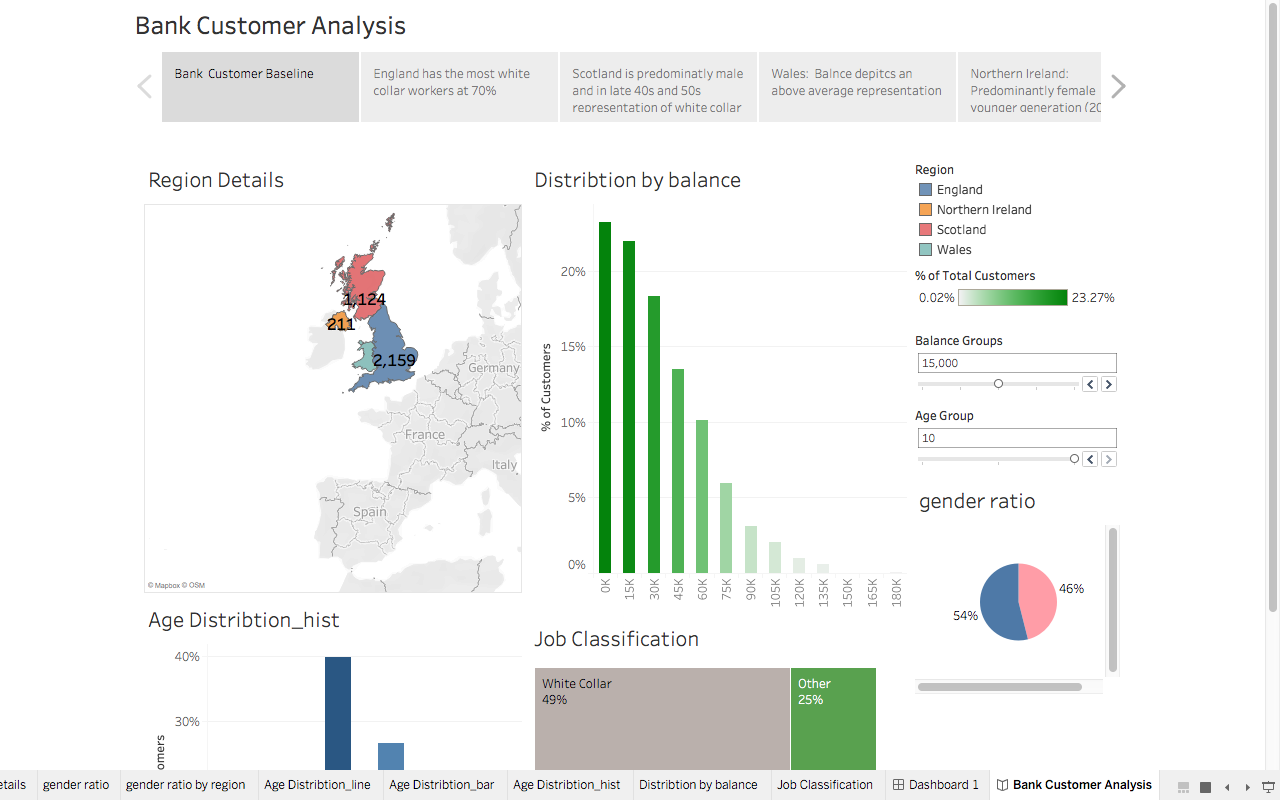 Bank Customer Analysis
Bank  Customer Baseline
England has the most white
collar workers at 70%
Scotland is predominatly male
and in late 40s and 50s
representation of white collar
Wales:  Balnce depitcs an
above average representation
Northern Ireland:
Predominantly female
younger generation (20
Region Details
1,124
211
2,159
Germany
France
Italy
Spain
© Mapbox © OSM
Distribtion by balance
% of Customers
20%
15%
10%
5%
0%
0K
15K
30K
45K
60K
75K
90K
105K
120K
135K
150K
165K
180K
Region
England
Northern Ireland
Scotland
Wales
% of Total Customers
0.02%
23.27%
Balance Groups
15,000
Age Group
10
gender ratio
46%
54%
Age Distribtion_hist
40%
30%
omers
Job Classification
White Collar
49%
Other
25%
etails
gender ratio
gender ratio by region
Age Distribtion_line
Age Distribtion_bar
Age Distribtion_hist
Distribtion by balance
Job Classification
Dashboard 1
Bank Customer Analysis